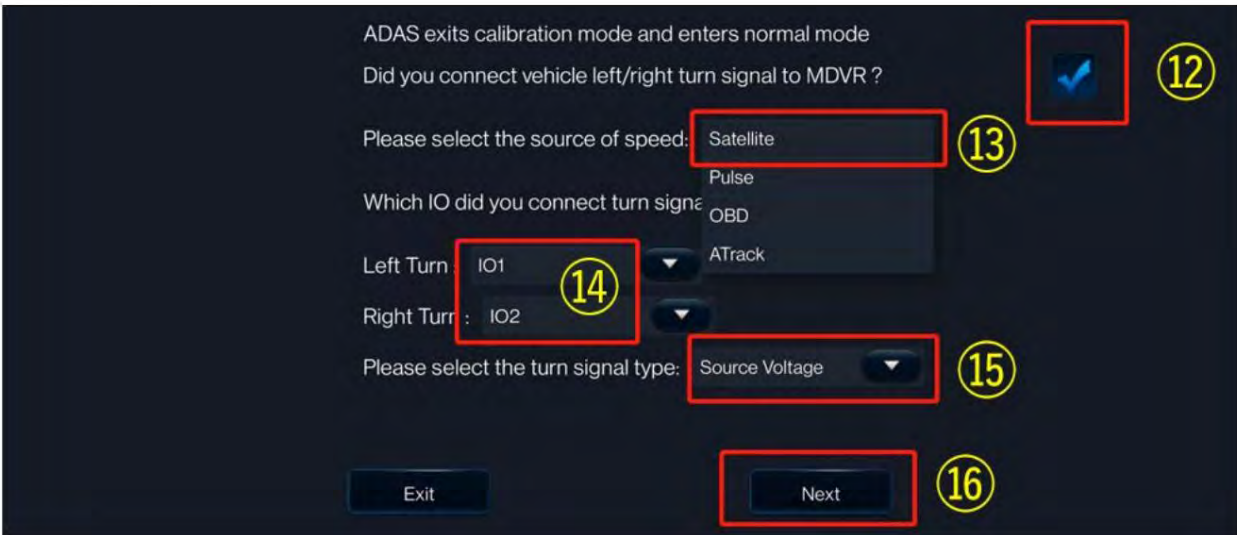 ADAS exits calibration mode and enters normal mode
Did you connect vehicle left/right turn signal to MDVR ?
⑫
Please select the source of speed: Satellite
⑬
Pulse
Which IO did you connect turn signa
OBD
ATrack
Left Turn : IO1
⑭
Right Turn : IO2
Please select the turn signal type: Source Voltage
⑮
Exit
Next
⑯